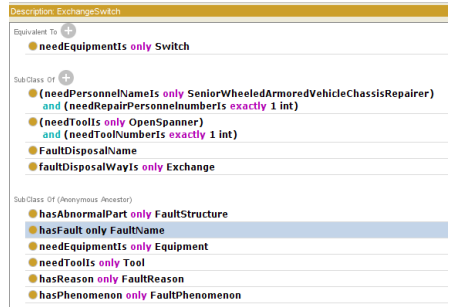 Description: ExchangeSwitch
Equivalent To
needEquipmentIs only Switch
SubClass Of
(needPersonnelNameIs only SeniorWheeledArmoredVehicleChassisRepairer)
and (needRepairPersonnelnumberIs exactly 1 int)
(needToolIs only OpenSpanner)
and (needToolNumberIs exactly 1 int)
FaultDisposalName
faultDisposalWayIs only Exchange
SubClass Of (Anonymous Ancestor)
hasAbnormalPart only FaultStructure
hasFault only FaultName
needEquipmentIs only Equipment
needToolIs only Tool
hasReason only FaultReason
hasPhenomenon only FaultPhenomenon